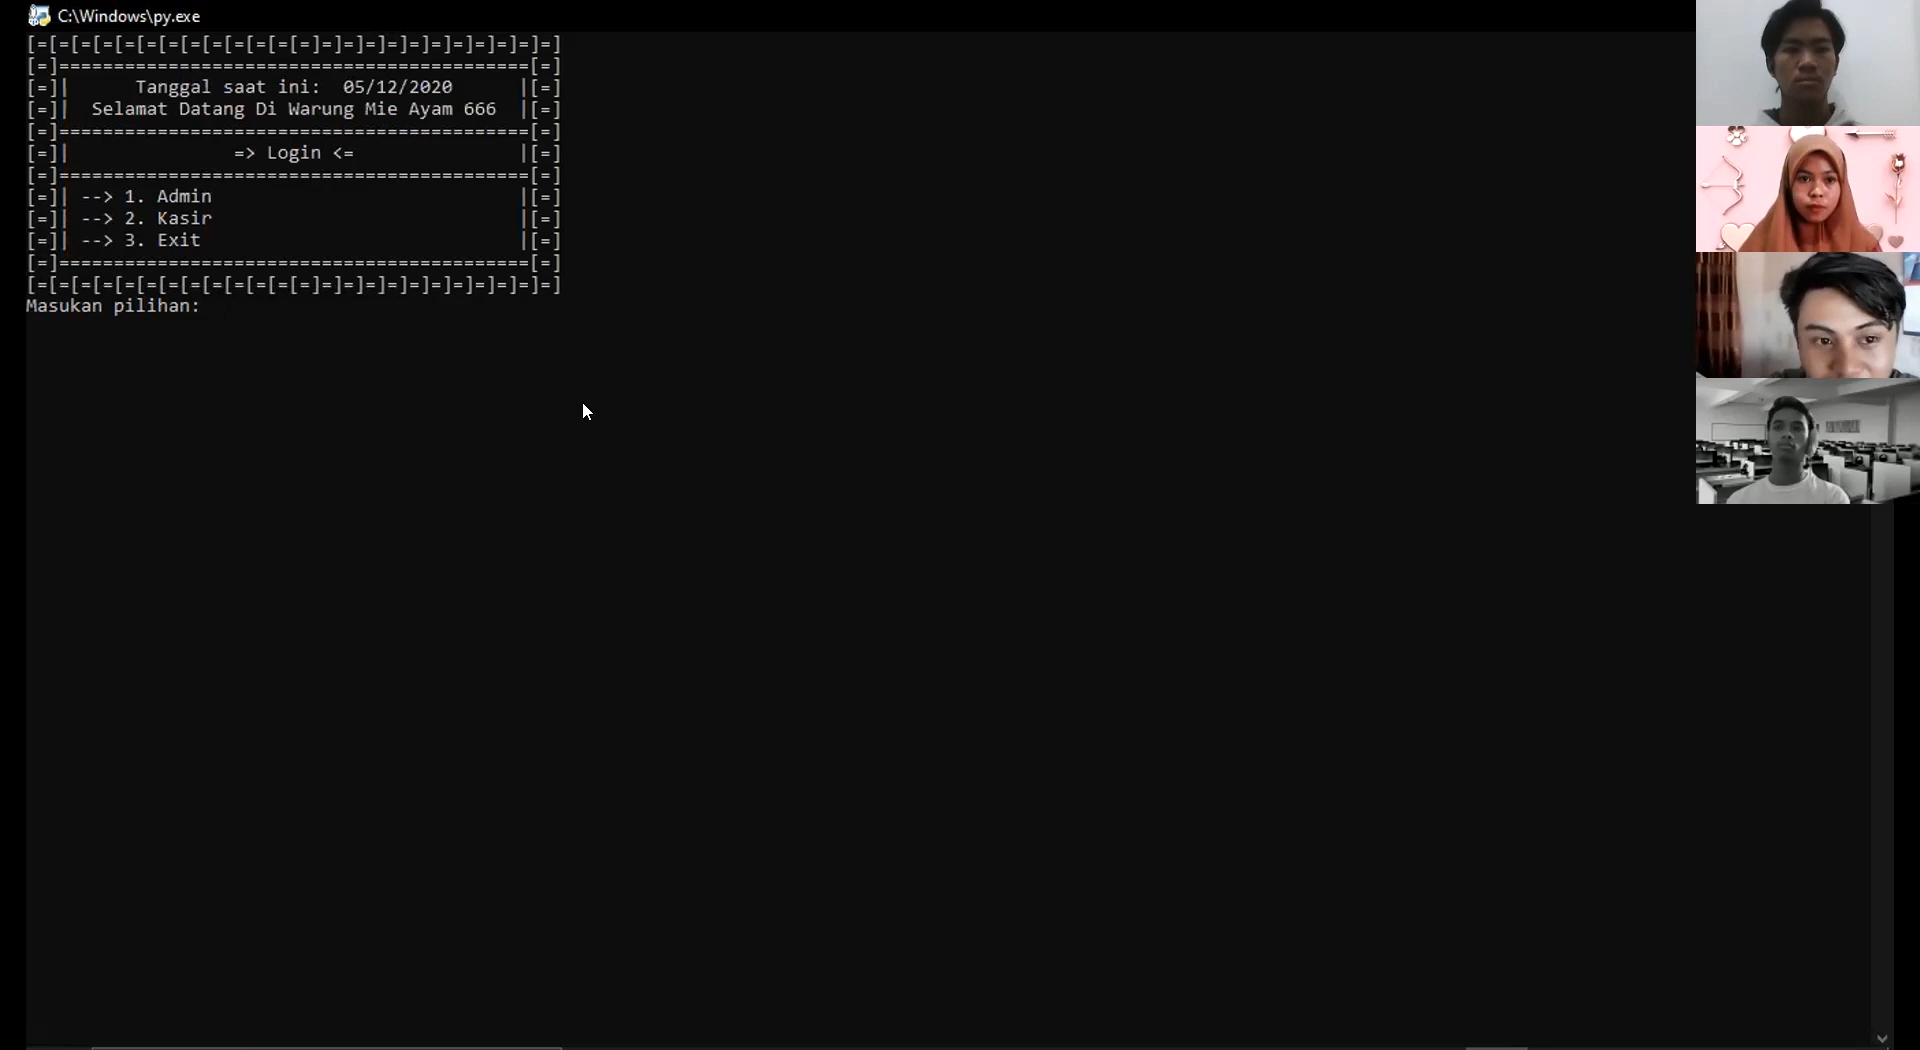 C:\Windows\py.exe
[=[=[=[=[=[=[=[=[=[=[=[=[=]=]=]=]=]=]=]=]=]=]=]=]
[=]===========================================[=]
[=]|      Tanggal saat ini:  05/12/2020      |[=]
[=]|  Selamat Datang Di Warung Mie Ayam 666  |[=]
[=]===========================================[=]
[=]|               => Login <=               |[=]
[=]===========================================[=]
[=]| --> 1. Admin                            |[=]
[=]| --> 2. Kasir                            |[=]
[=]| --> 3. Exit                             |[=]
[=]===========================================[=]
[=[=[=[=[=[=[=[=[=[=[=[=[=]=]=]=]=]=]=]=]=]=]=]=]
Masukan pilihan: